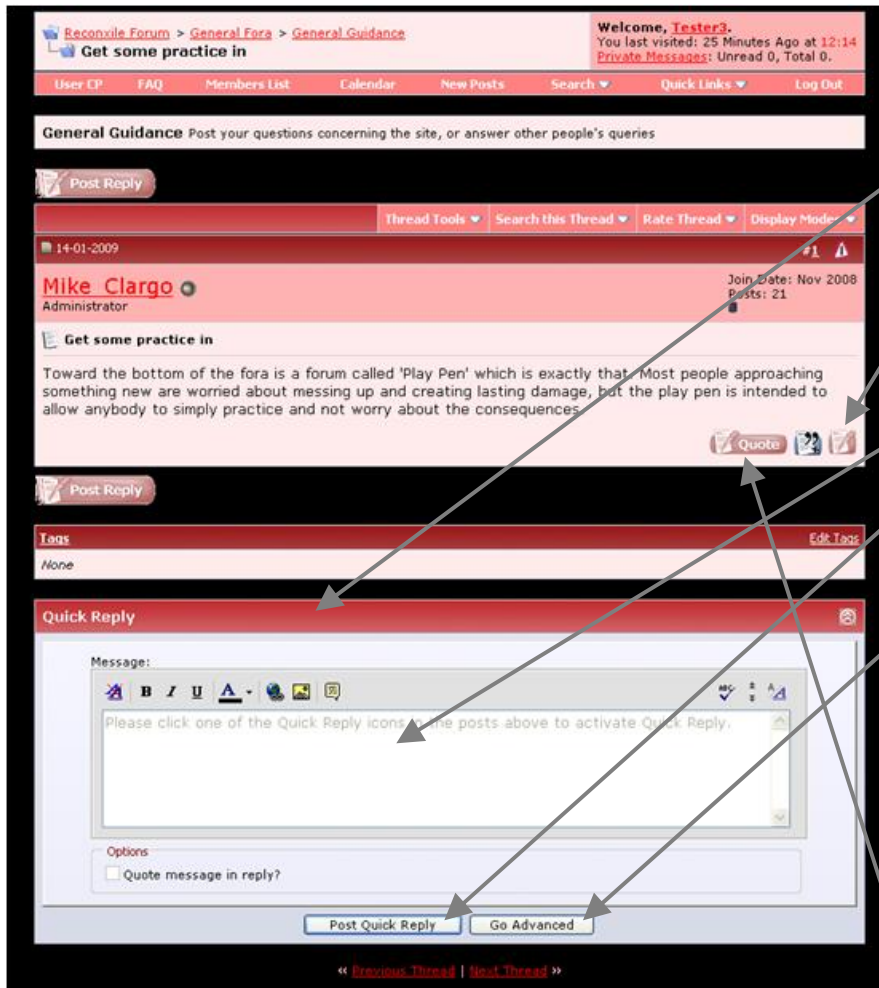 Reconxile Forum > General Fora > General Guidance
Get some practice in
Welcome, Tester3.
You last visited: 25 Minutes Ago at 12:14
Private Messages: Unread 0, Total 0.
User CP FAQ Members List Calendar New Posts Search Quick Links Log Out
General Guidance Post your questions concerning the site, or answer other people's queries
Post Reply
Thread Tools Search this Thread Rate Thread Display Modes
14-01-2009 #1
Mike Clargo
Administrator
Join Date: Nov 2008
Posts: 21
Get some practice in
Toward the bottom of the fora is a forum called 'Play Pen' which is exactly that. Most people approaching
something new are worried about messing up and creating lasting damage, but the play pen is intended to
allow anybody to simply practice and not worry about the consequences.
Quote
Post Reply
Tags Edit Tags
None
Quick Reply
Message:
B I U A
ABC
Please click one of the Quick Reply icons in the posts above to activate Quick Reply.
Options
Quote message in reply?
Post Quick Reply Go Advanced
« Previous Thread | Next Thread »